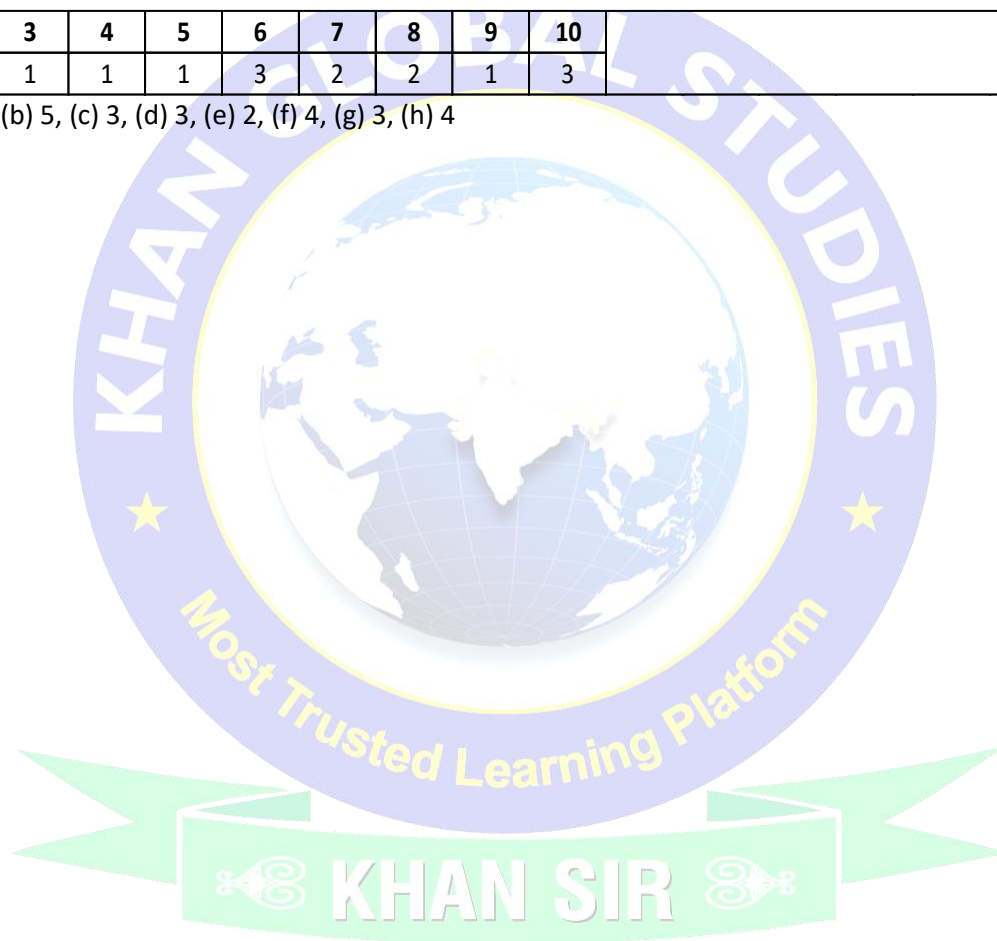 3 4 5 6 7 8 9 10
1 1 1 3 2 2 1 3
(b) 5, (c) 3, (d) 3, (e) 2, (f) 4, (g) 3, (h) 4
KHAN GLOBAL STUDIES
Most Trusted Learning Platform
KHAN SIR